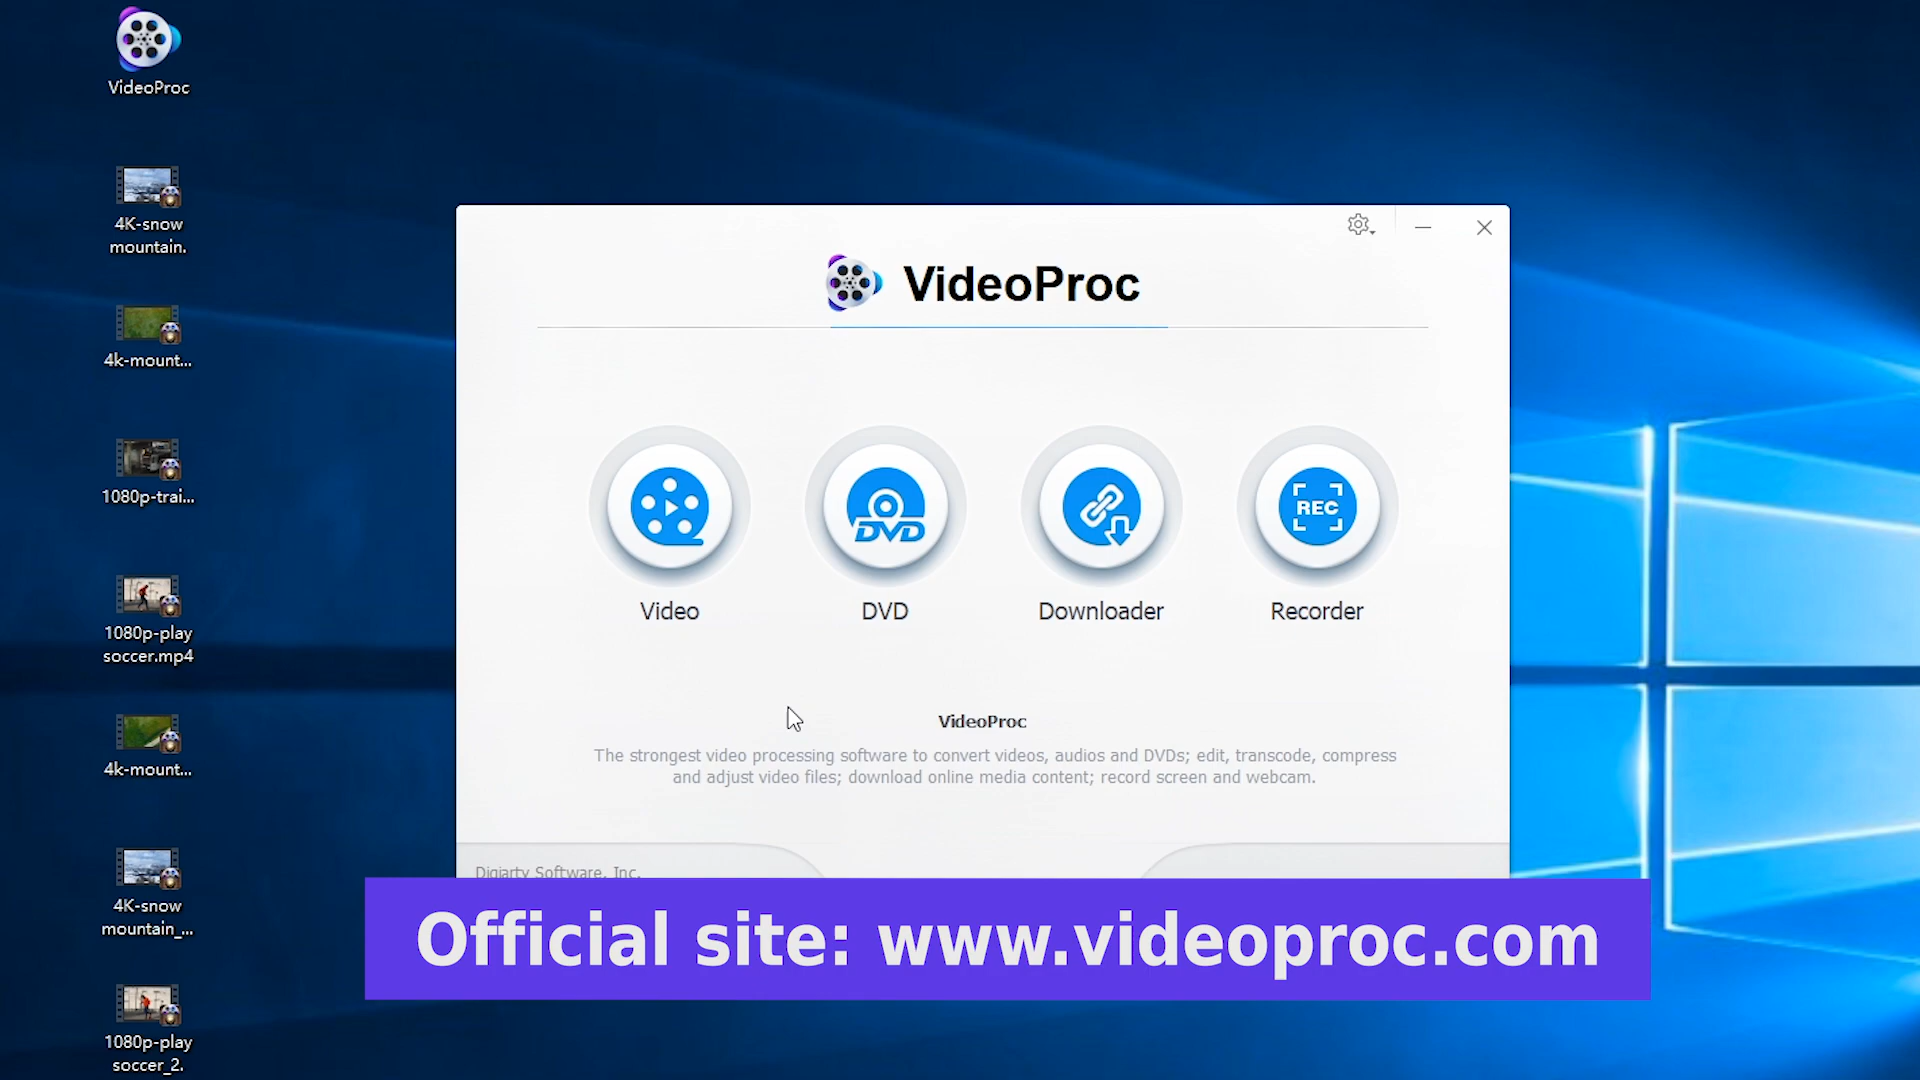 VideoProc
4K-snow
mountain.
4k-mount...
1080p-trai...
1080p-play
soccer.mp4
4k-mount...
4K-snow
mountain_...
1080p-play
soccer_2.
VideoProc
REC
DVD
Video
DVD
Downloader
Recorder
VideoProc
The strongest video processing software to convert videos, audios and DVDs; edit, transcode, compress
and adjust video files; download online media content; record screen and webcam.
Digiarty Software, Inc.
Official site: www.videoproc.com